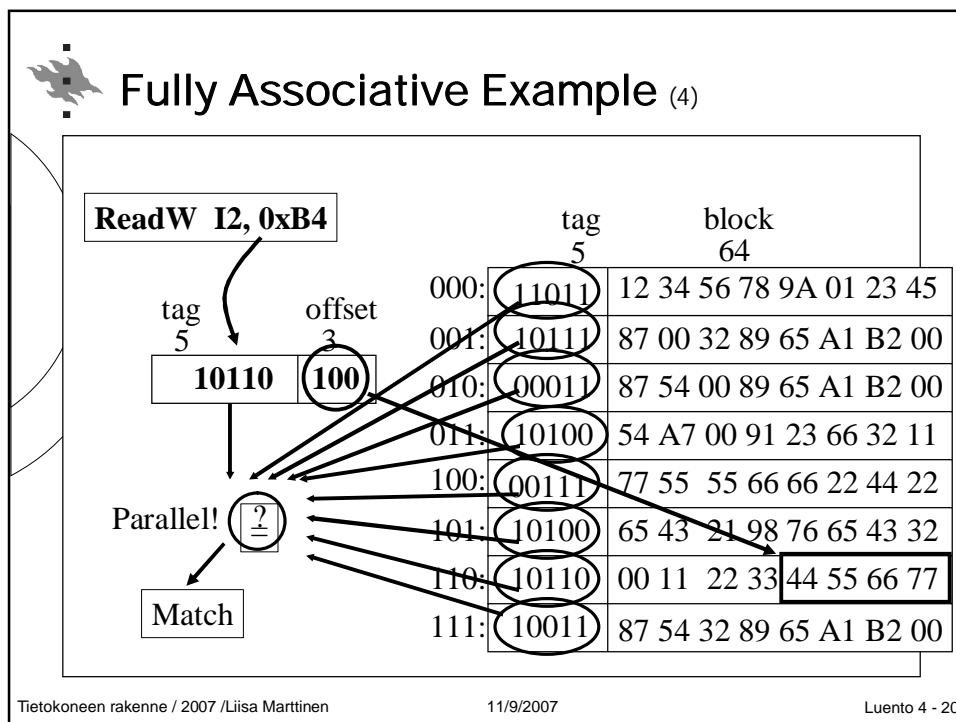 Fully Associative Example (4)
ReadW I2, 0xB4
tag block
5 64
tag offset
5 3
10110 100
000: 11011 12 34 56 78 9A 01 23 45
001: 10111 87 00 32 89 65 A1 B2 00
010: 00011 87 54 00 89 65 A1 B2 00
011: 10100 54 A7 00 91 23 66 32 11
100: 00111 77 55 55 66 66 22 44 22
101: 10100 65 43 21 98 76 65 43 32
110: 10110 00 11 22 33 44 55 66 77
111: 10011 87 54 32 89 65 A1 B2 00
Parallel! ?
=
Match
Tietokoneen rakenne / 2007 /Liisa Marttinen 11/9/2007 Luento 4 - 20